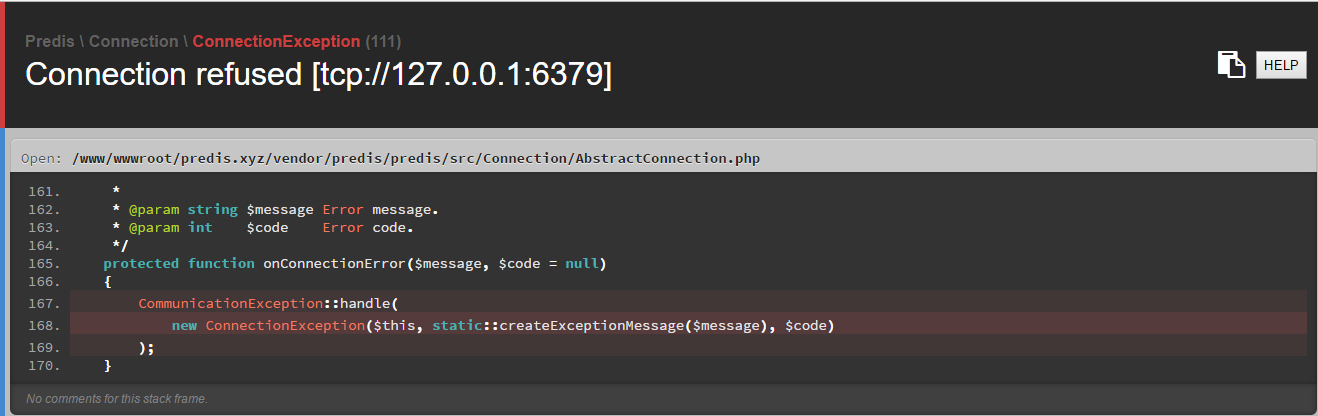 Predis \ Connection \ ConnectionException (111)
Connection refused [tcp://127.0.0.1:6379]
HELP
Open: /www/wwwroot/predis.xyz/vendor/predis/predis/src/Connection/AbstractConnection.php
161. *
162. * @param string $message Error message.
163. * @param int    $code    Error code.
164. */
165. protected function onConnectionError($message, $code = null)
166. {
167.     CommunicationException::handle(
168.         new ConnectionException($this, static::createExceptionMessage($message), $code)
169.     );
170. }
No comments for this stack frame.